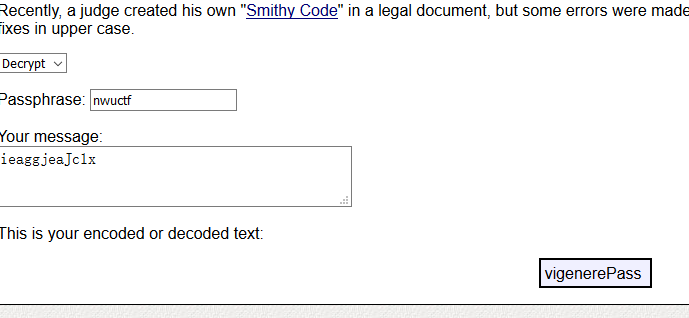 Recently, a judge created his own "Smithy Code" in a legal document, but some errors were made
fixes in upper case.
Decrypt
Passphrase: nwuctf
Your message:
ieaggjeaJclx
This is your encoded or decoded text:
vigenerePass